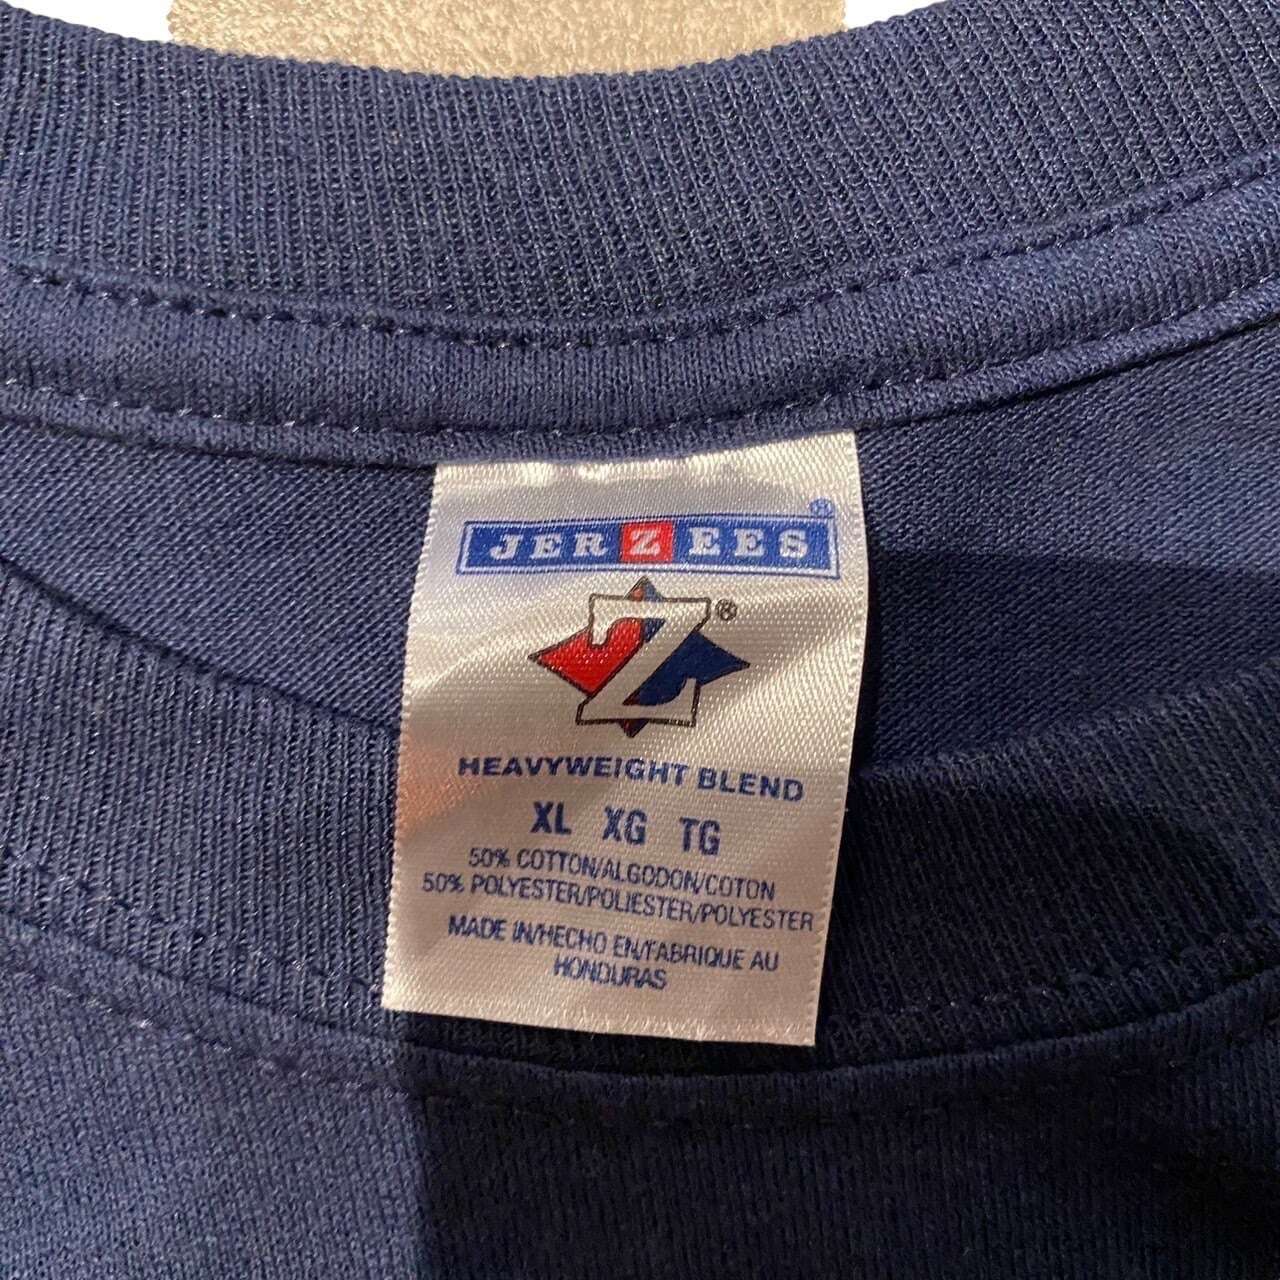 JERZEES®
Z®
HEAVYWEIGHT BLEND
XL XG TG
50% COTTON/ALGODON/COTON
50% POLYESTER/POLIESTER/POLYESTER
MADE IN/HECHO EN/FABRIQUE AU
HONDURAS